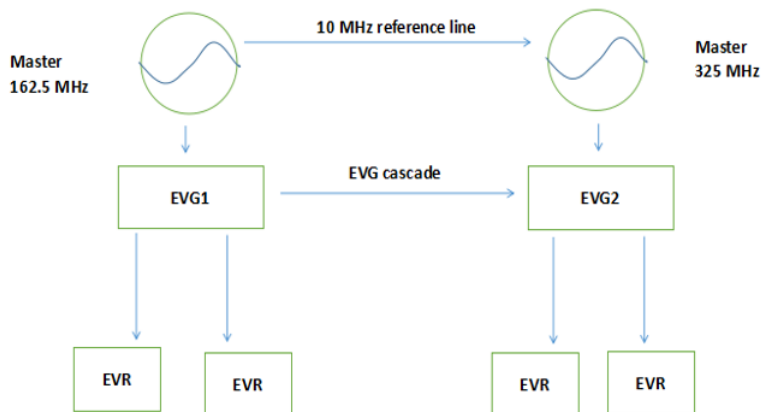 10 MHz reference line
Master
162.5 MHz
Master
325 MHz
EVG cascade
EVG1
EVG2
EVR
EVR
EVR
EVR